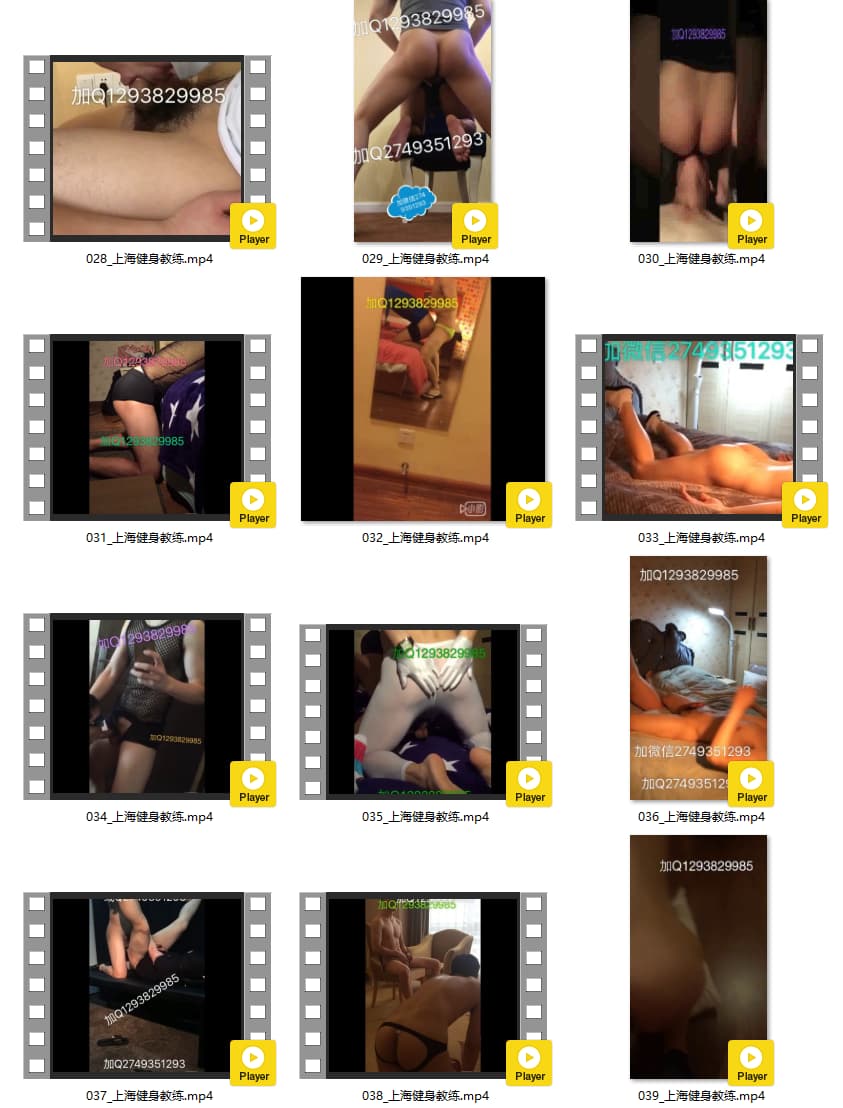 加Q1293829985
加Q1293829985
加Q2749351293
加微信274
9351293
加Q1293829985
Player
Player
Player
028_上海健身教练.mp4
029_上海健身教练.mp4
030_上海健身教练.mp4
加Q1293829985
加Q1293829985
加Q1293829985
小影
加微信2749351293
Player
Player
Player
031_上海健身教练.mp4
032_上海健身教练.mp4
033_上海健身教练.mp4
加Q1293829985
加Q1293829985
加Q1293829985
加Q1293829985
加微信2749351293
加Q27493512
Player
Player
Player
034_上海健身教练.mp4
035_上海健身教练.mp4
036_上海健身教练.mp4
加Q1293829985
加Q2749351293
加Q1293829985
加Q1293829985
Player
Player
Player
037_上海健身教练.mp4
038_上海健身教练.mp4
039_上海健身教练.mp4